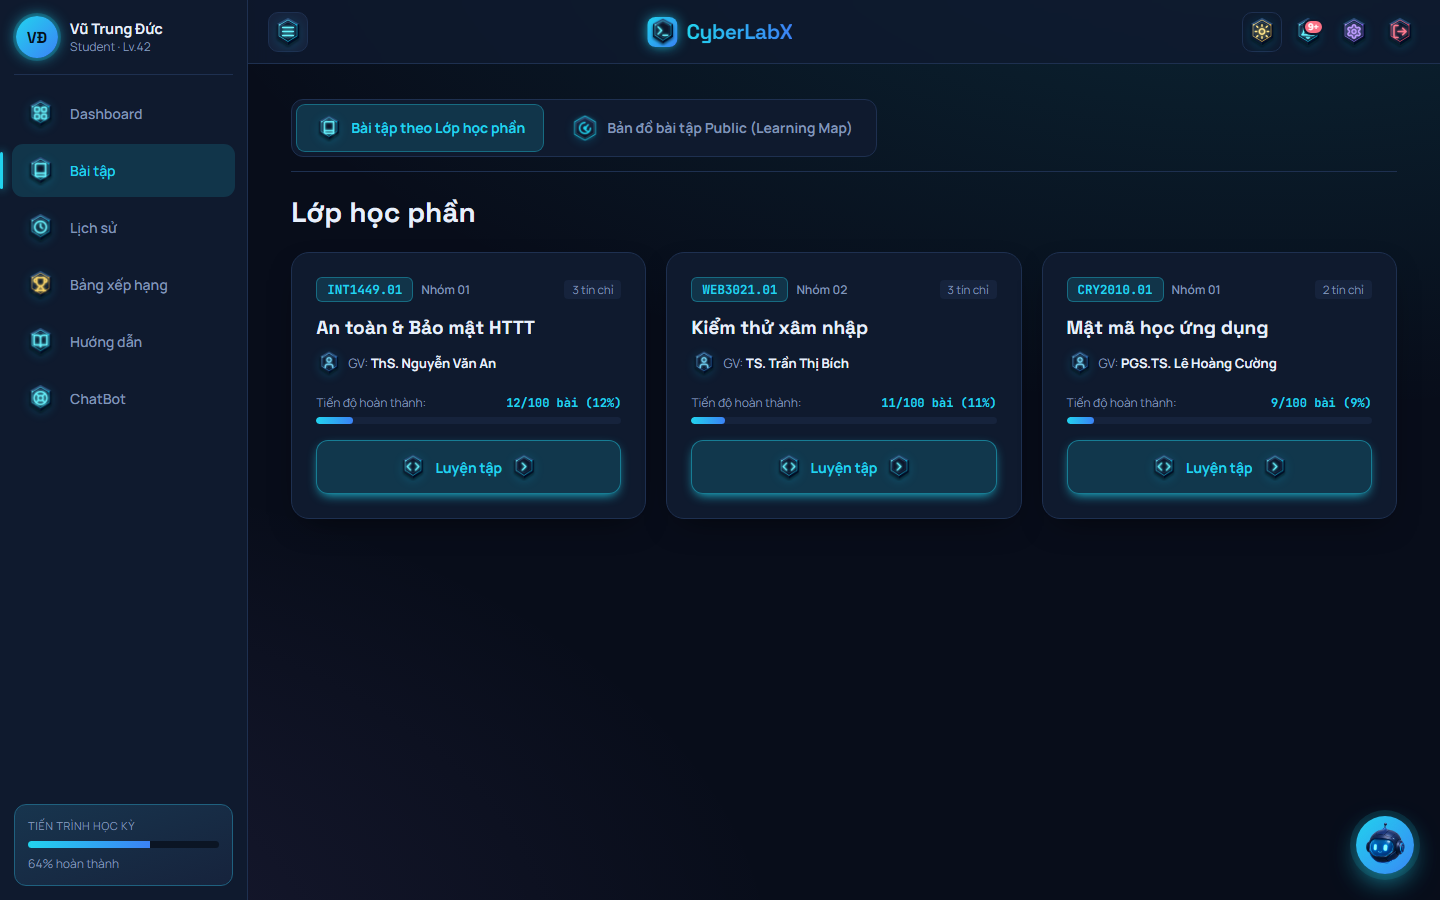 VĐ
Vũ Trung Đức
Student · Lv.42
Dashboard
Bài tập
Lịch sử
Bảng xếp hạng
Hướng dẫn
ChatBot
TIẾN TRÌNH HỌC KỲ
64% hoàn thành
CyberLabX
9+
Bài tập theo Lớp học phần
Bản đồ bài tập Public (Learning Map)
Lớp học phần
INT1449.01 Nhóm 01 3 tín chỉ
An toàn & Bảo mật HTTT
GV: ThS. Nguyễn Văn An
Tiến độ hoàn thành: 12/100 bài (12%)
Luyện tập
WEB3021.01 Nhóm 02 3 tín chỉ
Kiểm thử xâm nhập
GV: TS. Trần Thị Bích
Tiến độ hoàn thành: 11/100 bài (11%)
Luyện tập
CRY2010.01 Nhóm 01 2 tín chỉ
Mật mã học ứng dụng
GV: PGS.TS. Lê Hoàng Cường
Tiến độ hoàn thành: 9/100 bài (9%)
Luyện tập